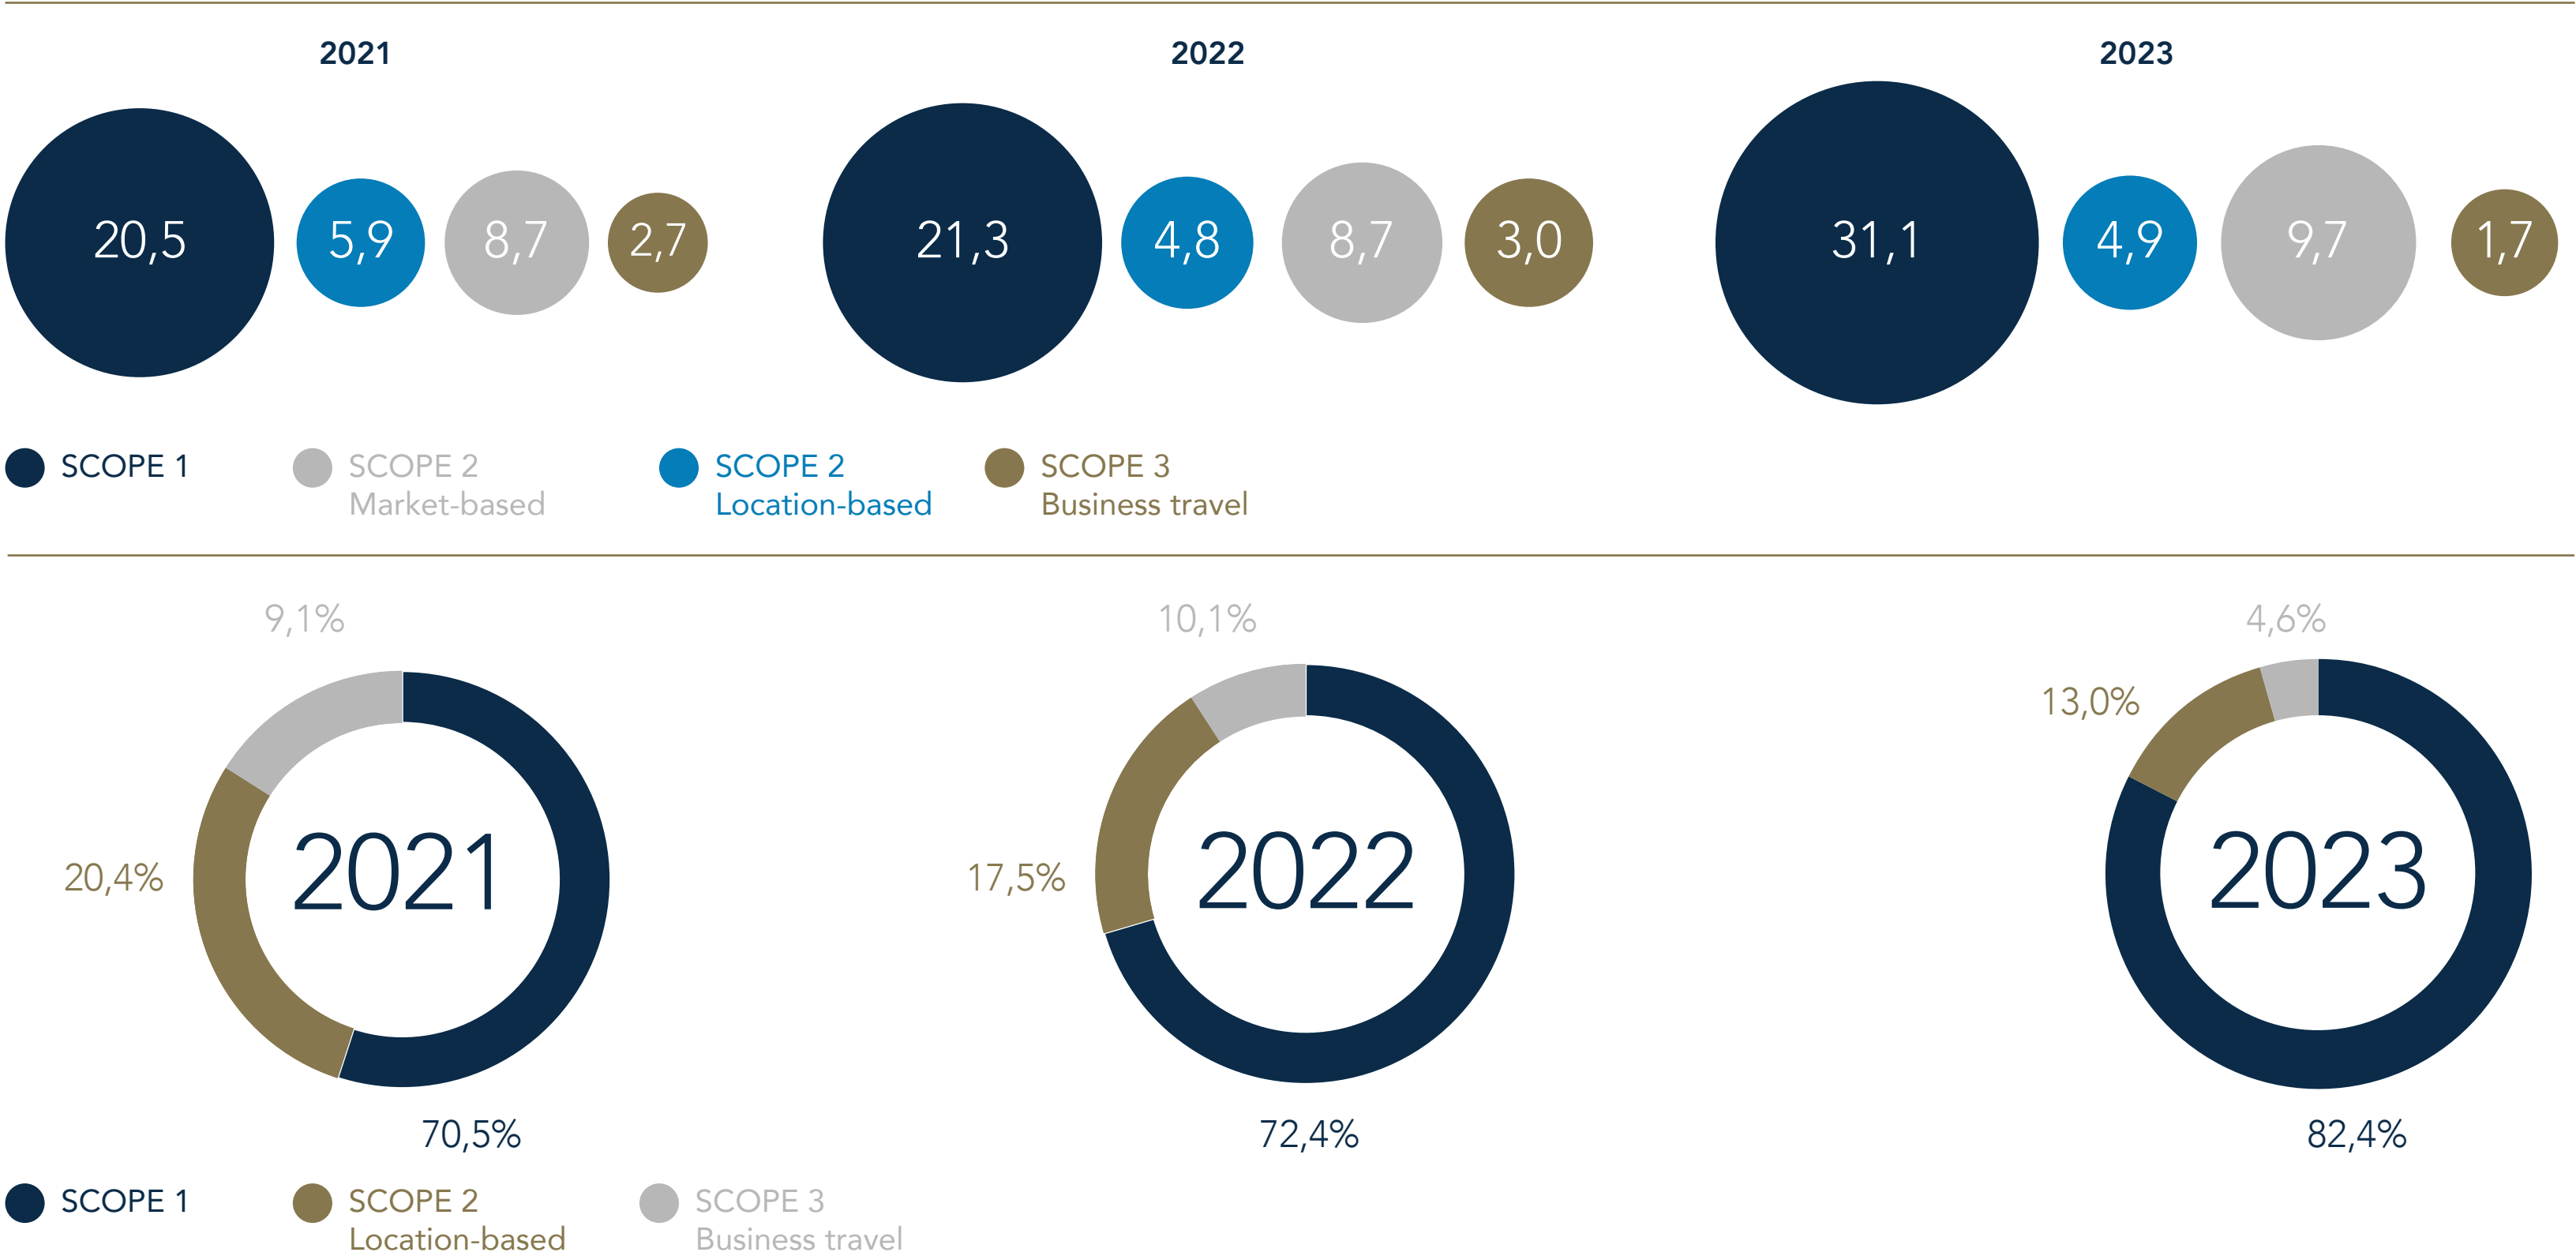 2021
2022
2023
20,5
5,9
8,7
2,7
21,3
4,8
8,7
3,0
31,1
4,9
9,7
1,7
SCOPE 1
SCOPE 2
Market-based
SCOPE 2
Location-based
SCOPE 3
Business travel
9,1%
20,4%
2021
70,5%
10,1%
17,5%
2022
72,4%
4,6%
13,0%
2023
82,4%
SCOPE 1
SCOPE 2
Location-based
SCOPE 3
Business travel